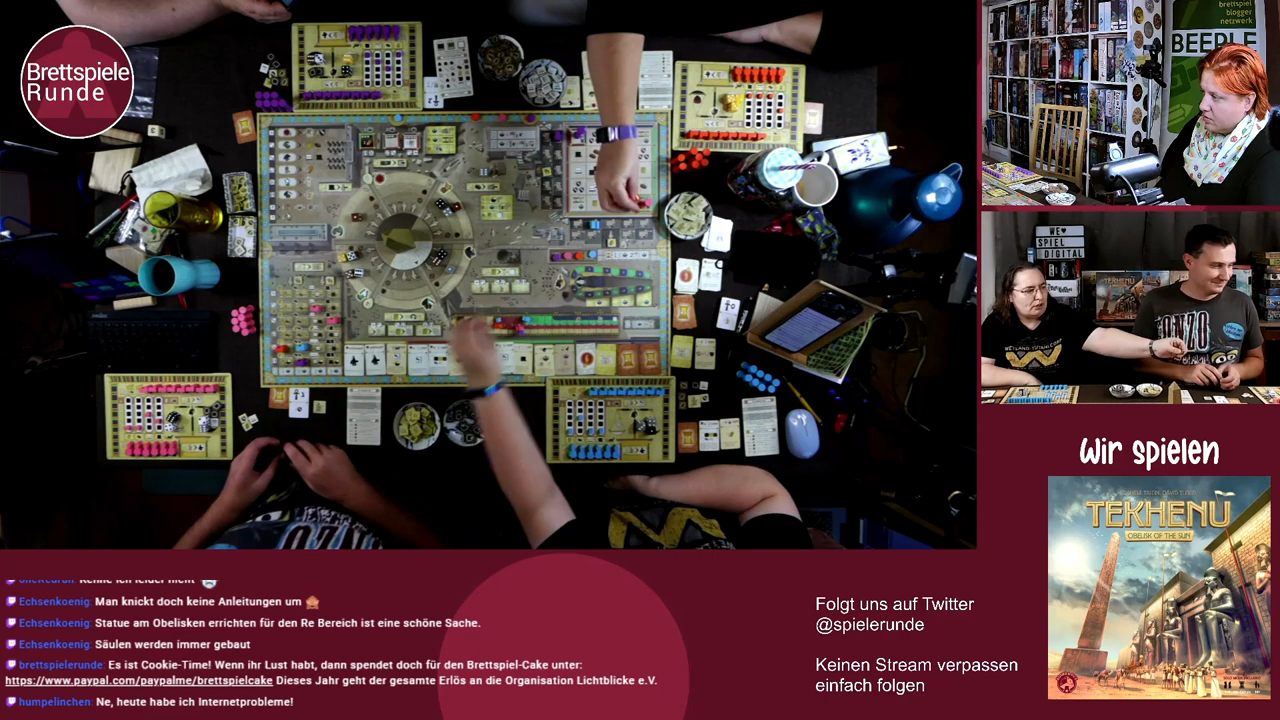 Brettspiele
Runde
brettspiel
blogger
netzwerk
BEEPLE
WE
SPIEL
DIGITAL
Wir spielen
TEKHENU
OBELISK OF THE SUN
Echsenkoenig: Man knickt doch keine Anleitungen um
Echsenkoenig: Statue am Obelisken errichten für den Re Bereich ist eine schöne Sache.
Echsenkoenig: Säulen werden immer gebaut
brettspielerunde: Es ist Cookie-Time! Wenn ihr Lust habt, dann spendet doch für den Brettspiel-Cake unter:
https://www.paypal.com/paypalme/brettspielcake Dieses Jahr geht der gesamte Erlös an die Organisation Lichtblicke e.V.
humpelinchen: Ne, heute habe ich Internetprobleme!
Folgt uns auf Twitter
@spielerunde
Keinen Stream verpassen
einfach folgen